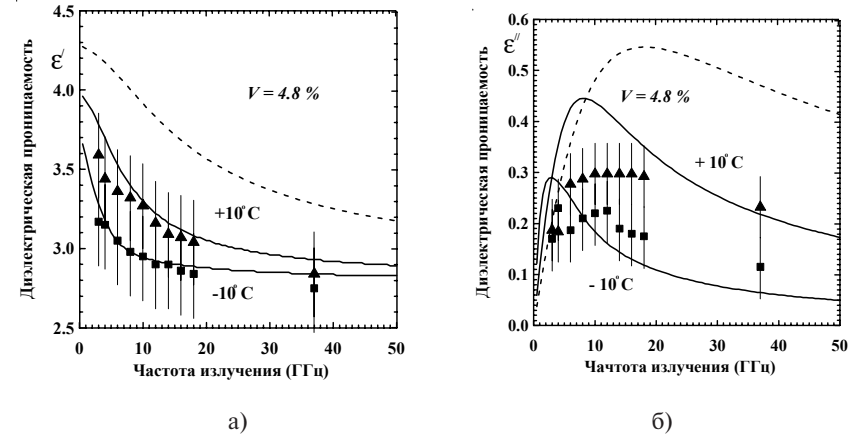 Диэлектрическая проницаемость
ε/
4.5
4.0
3.5
3.0
2.5
V = 4.8 %
+10°C
-10°C
0 10 20 30 40 50
Частота излучения (ГГц)
а)
Диэлектрическая проницаемость
ε//
0.6
0.5
0.4
0.3
0.2
0.1
0.0
V = 4.8 %
+ 10°C
- 10°C
0 10 20 30 40 50
Чачтота излучения (ГГц)
б)